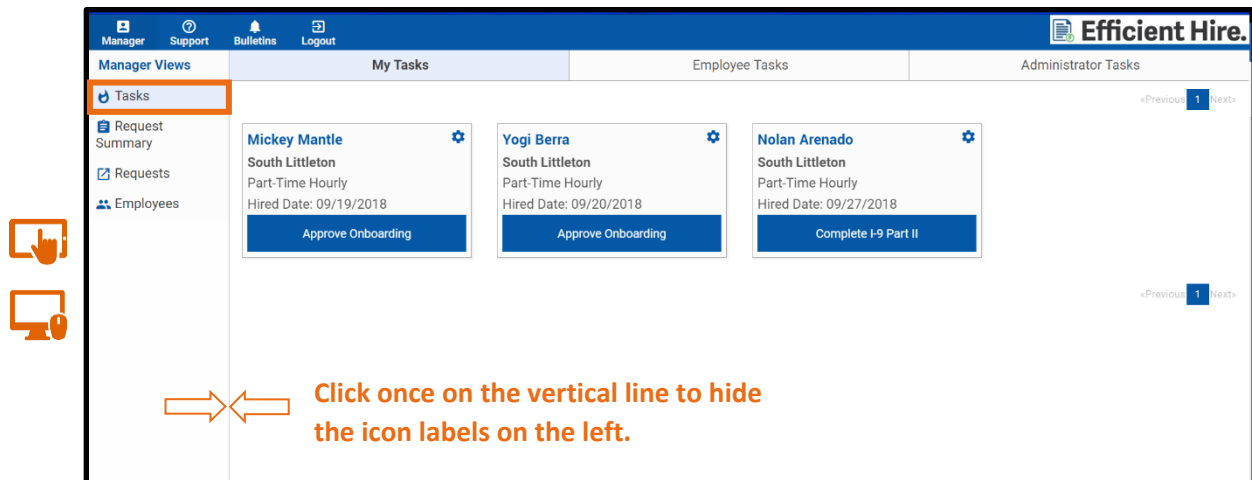 Manager Support Bulletins Logout
Efficient Hire.
Manager Views
My Tasks
Employee Tasks
Administrator Tasks
Tasks
Request
Summary
Requests
Employees
«Previous 1 Next»
Mickey Mantle
South Littleton
Part-Time Hourly
Hired Date: 09/19/2018
Approve Onboarding
Yogi Berra
South Littleton
Part-Time Hourly
Hired Date: 09/20/2018
Approve Onboarding
Nolan Arenado
South Littleton
Part-Time Hourly
Hired Date: 09/27/2018
Complete I-9 Part II
«Previous 1 Next»
Click once on the vertical line to hide
the icon labels on the left.